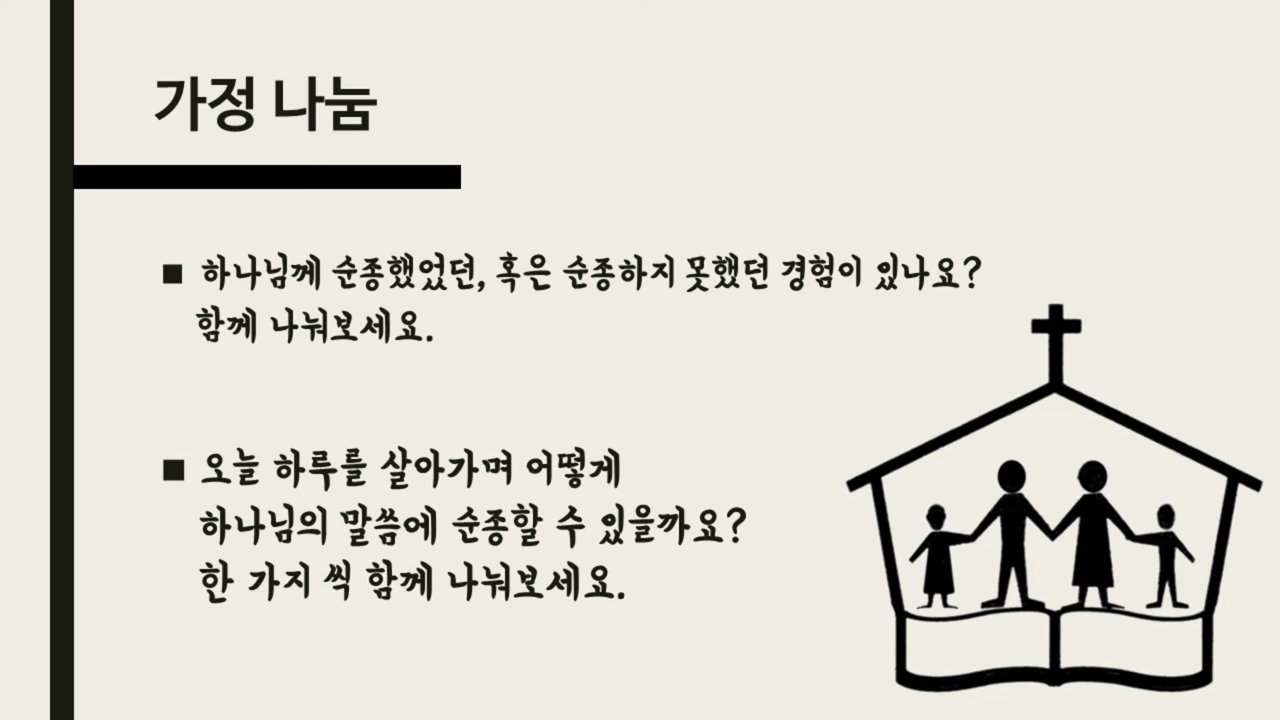 가정 나눔
■ 하나님께 순종했었던, 혹은 순종하지 못했던 경험이 있나요?
함께 나눠보세요.
■ 오늘 하루를 살아가며 어떻게
하나님의 말씀에 순종할 수 있을까요?
한 가지 씩 함께 나눠보세요.